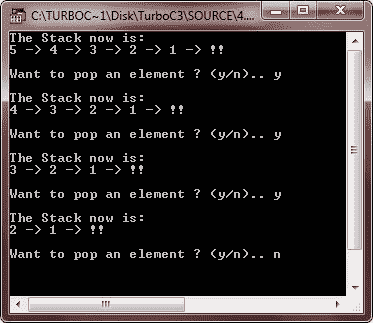 C:\TURBOC~1\Disk\TurboC3\SOURCE\4....
The Stack now is:
5 -> 4 -> 3 -> 2 -> 1 -> !!
Want to pop an element ? (y/n).. y
The Stack now is:
4 -> 3 -> 2 -> 1 -> !!
Want to pop an element ? (y/n).. y
The Stack now is:
3 -> 2 -> 1 -> !!
Want to pop an element ? (y/n).. y
The Stack now is:
2 -> 1 -> !!
Want to pop an element ? (y/n).. n